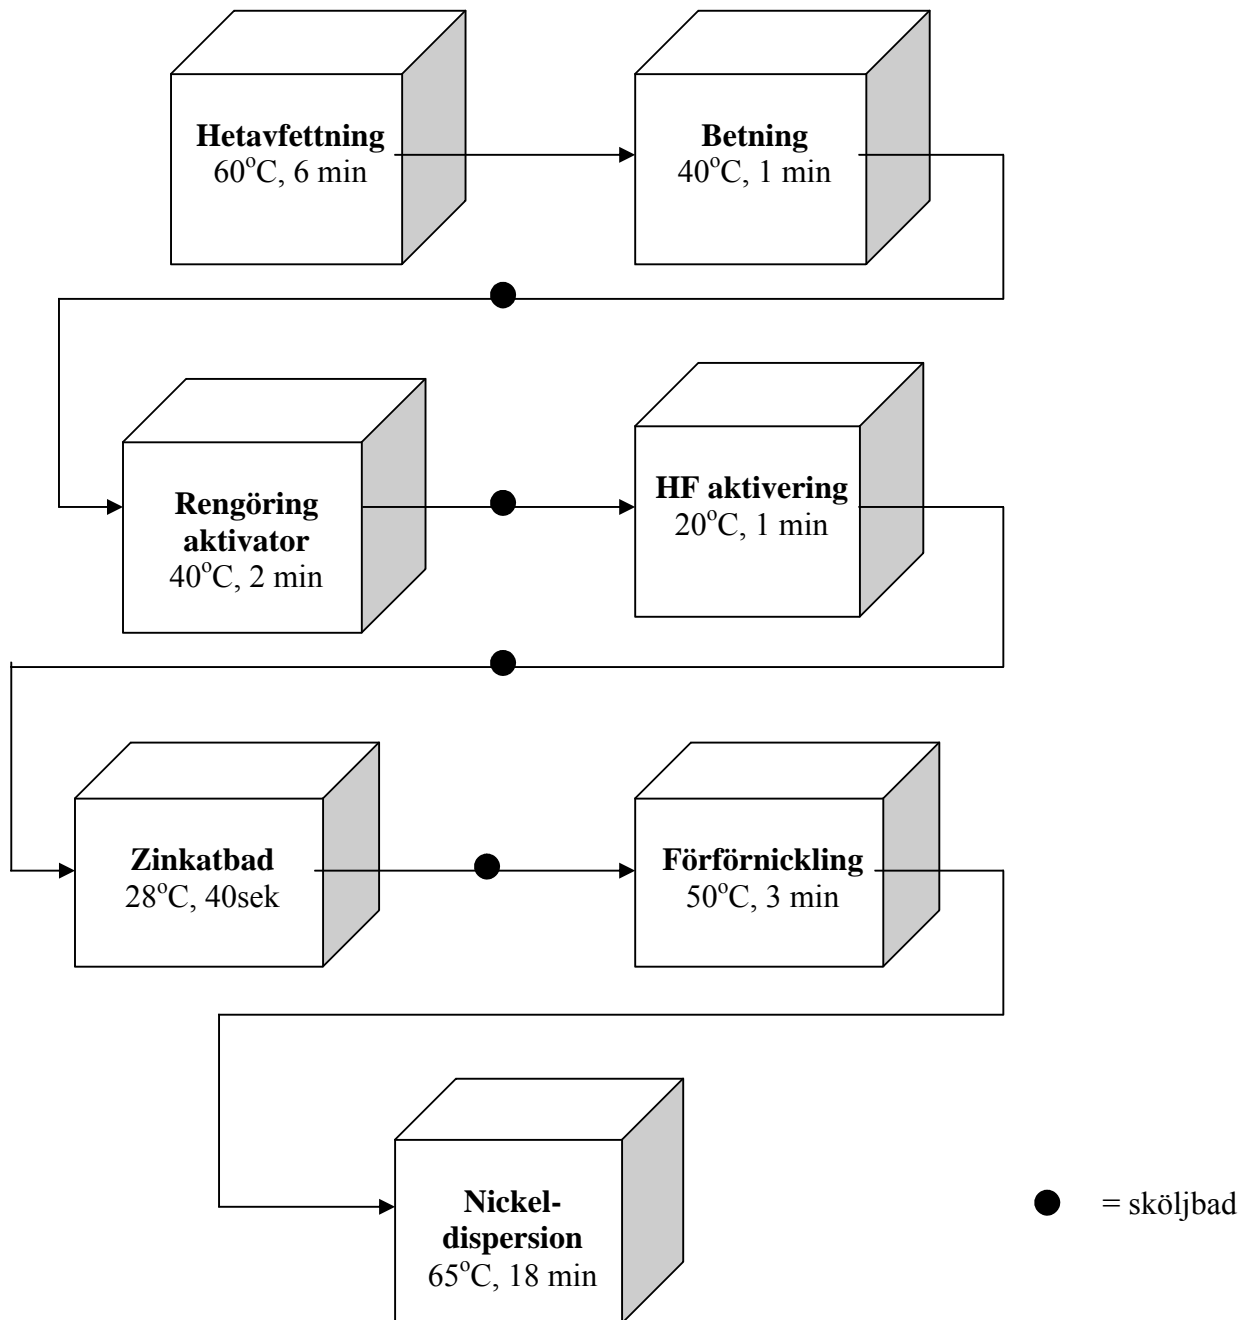 Hetavfettning
60°C, 6 min
Betning
40°C, 1 min
Rengöring
aktivator
40°C, 2 min
HF aktivering
20°C, 1 min
Zinkatbad
28°C, 40sek
Förförnickling
50°C, 3 min
Nickel-
dispersion
65°C, 18 min
= sköljbad